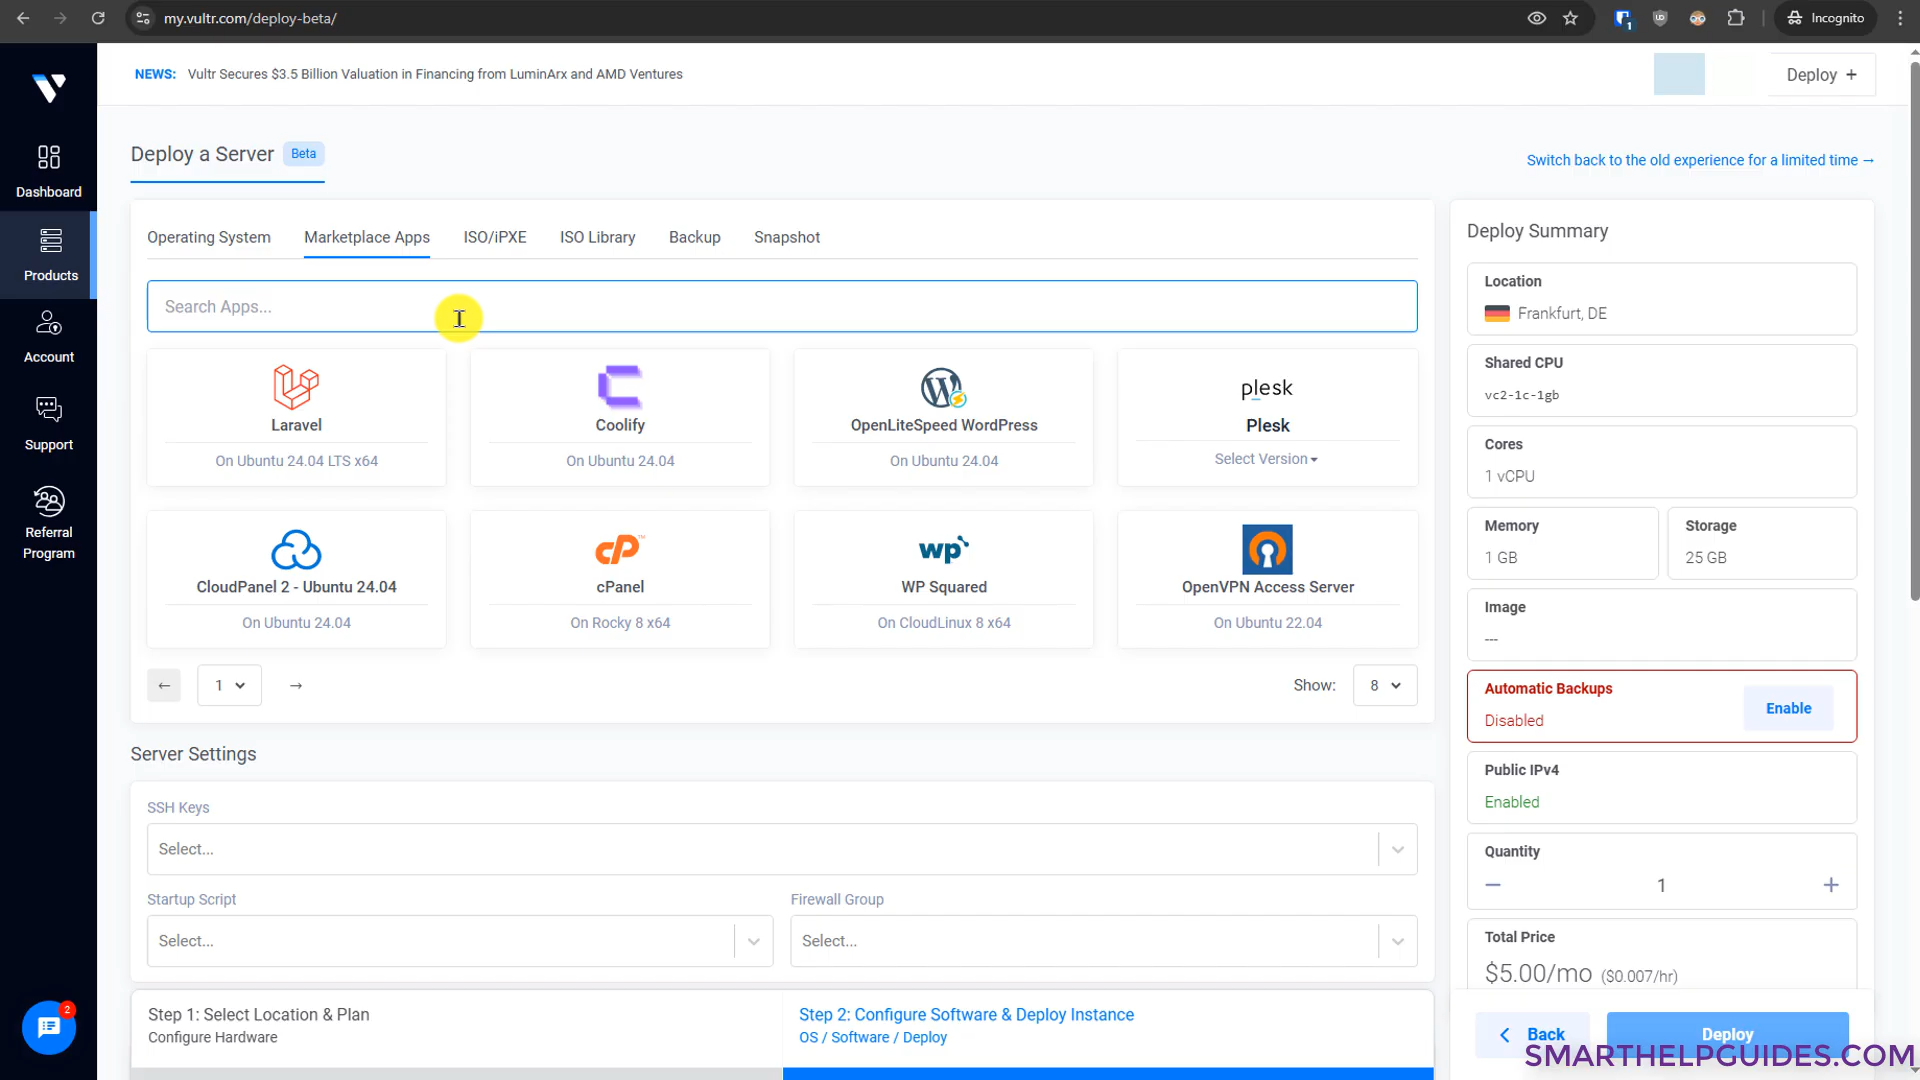 my.vultr.com/deploy-beta/
1
UD
Incognito
NEWS: Vultr Secures $3.5 Billion Valuation in Financing from LuminArx and AMD Ventures
Deploy +
Dashboard
Products
Account
Support
Referral
Program
2
Deploy a Server Beta
Switch back to the old experience for a limited time →
Operating System Marketplace Apps ISO/iPXE ISO Library Backup Snapshot
Search Apps...
Laravel
On Ubuntu 24.04 LTS x64
Coolify
On Ubuntu 24.04
OpenLiteSpeed WordPress
On Ubuntu 24.04
plesk
Plesk
Select Version
CloudPanel 2 - Ubuntu 24.04
On Ubuntu 24.04
cP™
cPanel
On Rocky 8 x64
wp
WP Squared
On CloudLinux 8 x64
OpenVPN Access Server
On Ubuntu 22.04
← 1 →
Show: 8
Server Settings
SSH Keys
Select...
Startup Script
Select...
Firewall Group
Select...
Step 1: Select Location & Plan
Configure Hardware
Step 2: Configure Software & Deploy Instance
OS / Software / Deploy
Deploy Summary
Location
Frankfurt, DE
Shared CPU
vc2-1c-1gb
Cores
1 vCPU
Memory
1 GB
Storage
25 GB
Image
---
Automatic Backups
Disabled
Enable
Public IPv4
Enabled
Quantity
− 1 +
Total Price
$5.00/mo ($0.007/hr)
Back
Deploy
SMARTHELPGUIDES.COM